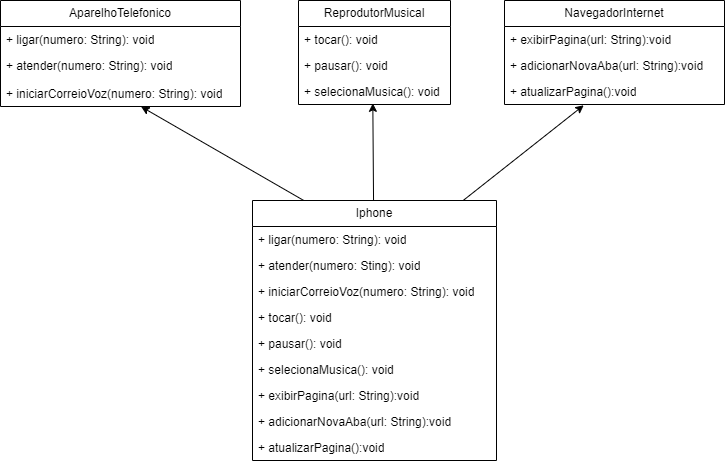 AparelhoTelefonico
+ ligar(numero: String): void
+ atender(numero: String): void
+ iniciarCorreioVoz(numero: String): void
ReprodutorMusical
+ tocar(): void
+ pausar(): void
+ selecionaMusica(): void
NavegadorInternet
+ exibirPagina(url: String):void
+ adicionarNovaAba(url: String):void
+ atualizarPagina():void
Iphone
+ ligar(numero: String): void
+ atender(numero: Sting): void
+ iniciarCorreioVoz(numero: String): void
+ tocar(): void
+ pausar(): void
+ selecionaMusica(): void
+ exibirPagina(url: String):void
+ adicionarNovaAba(url: String):void
+ atualizarPagina():void